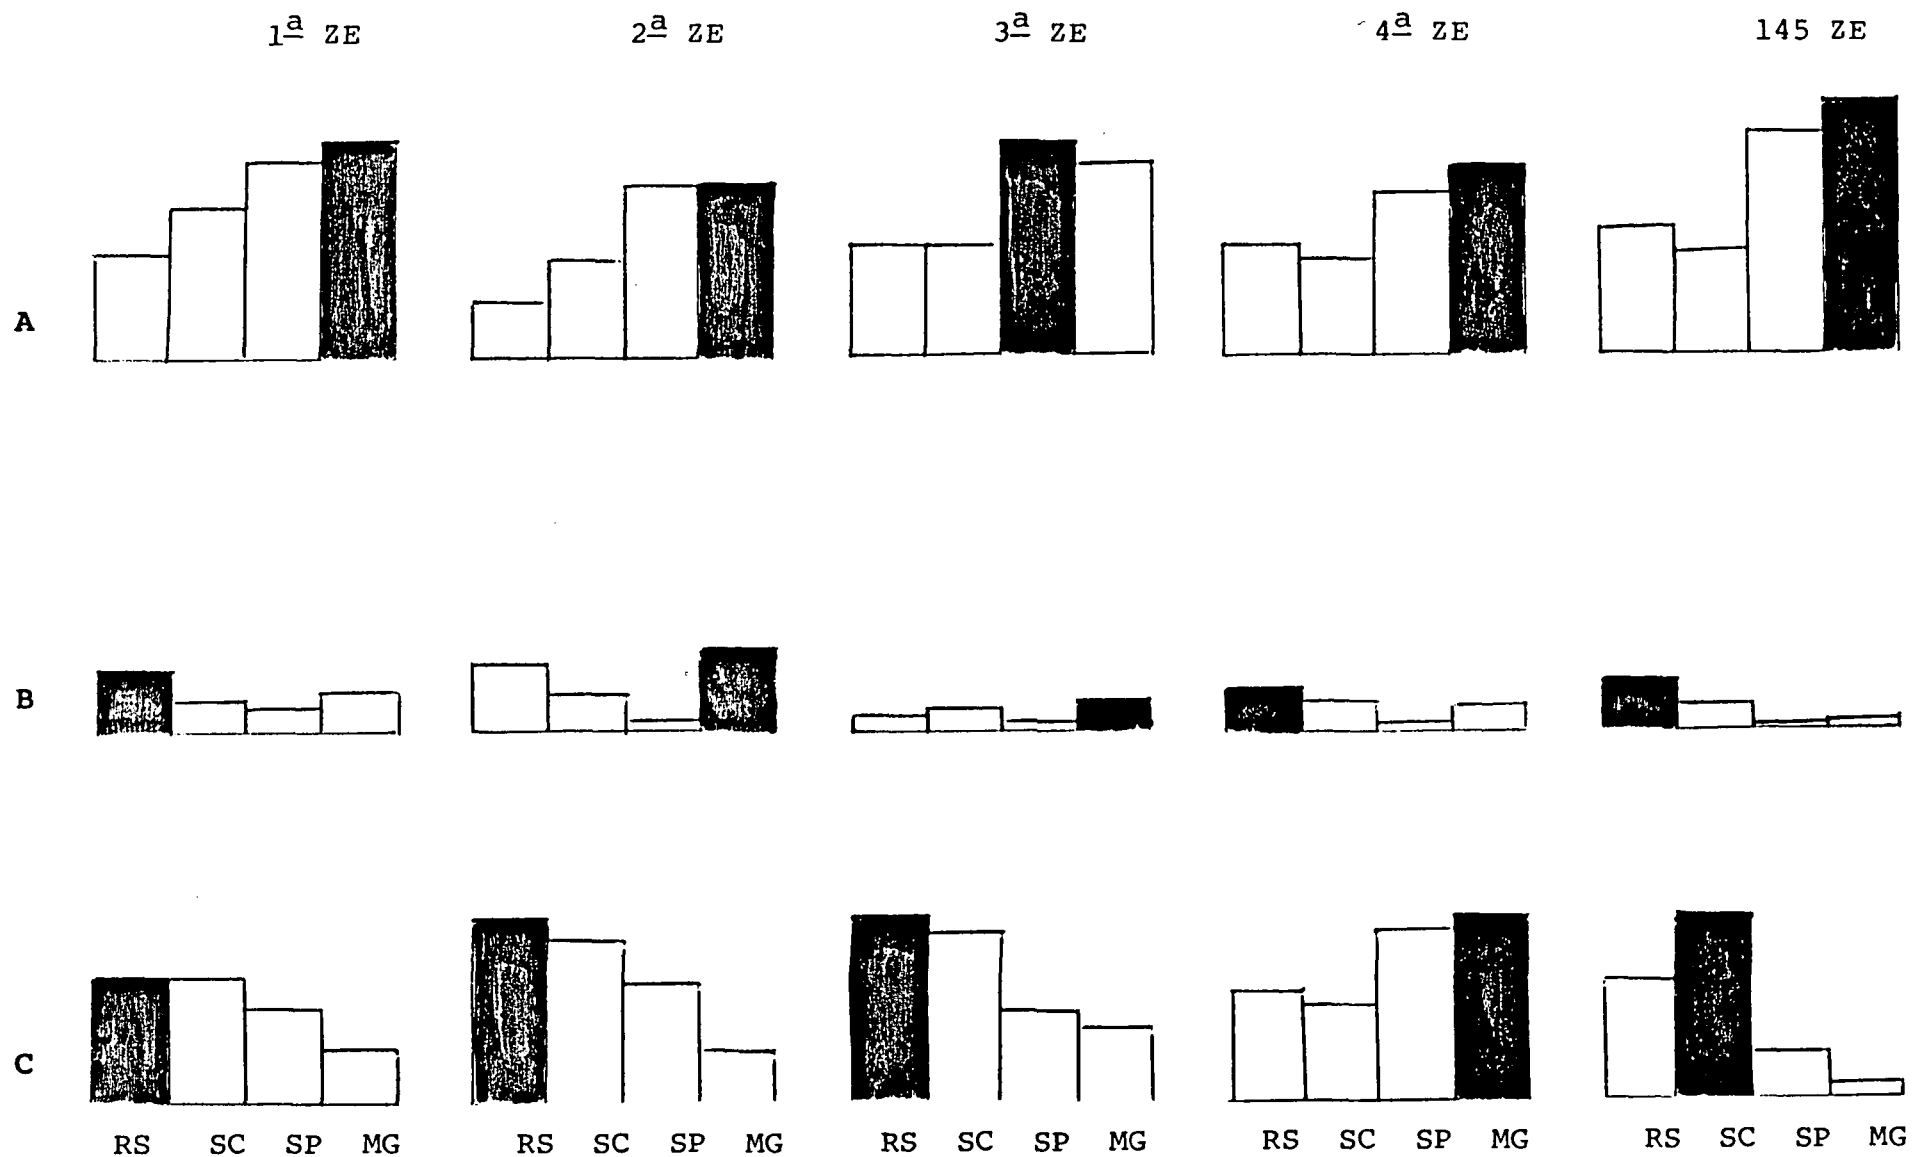 1ª ZE 2ª ZE 3ª ZE 4ª ZE 145 ZE
A
B
C
RS SC SP MG RS SC SP MG RS SC SP MG RS SC SP MG RS SC SP MG